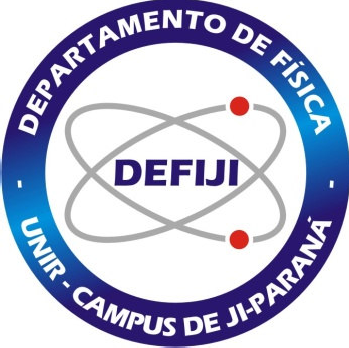 DEPARTAMENTO DE FÍSICA
DEFIJI
- UNIR - CAMPUS DE JI-PARANÁ -